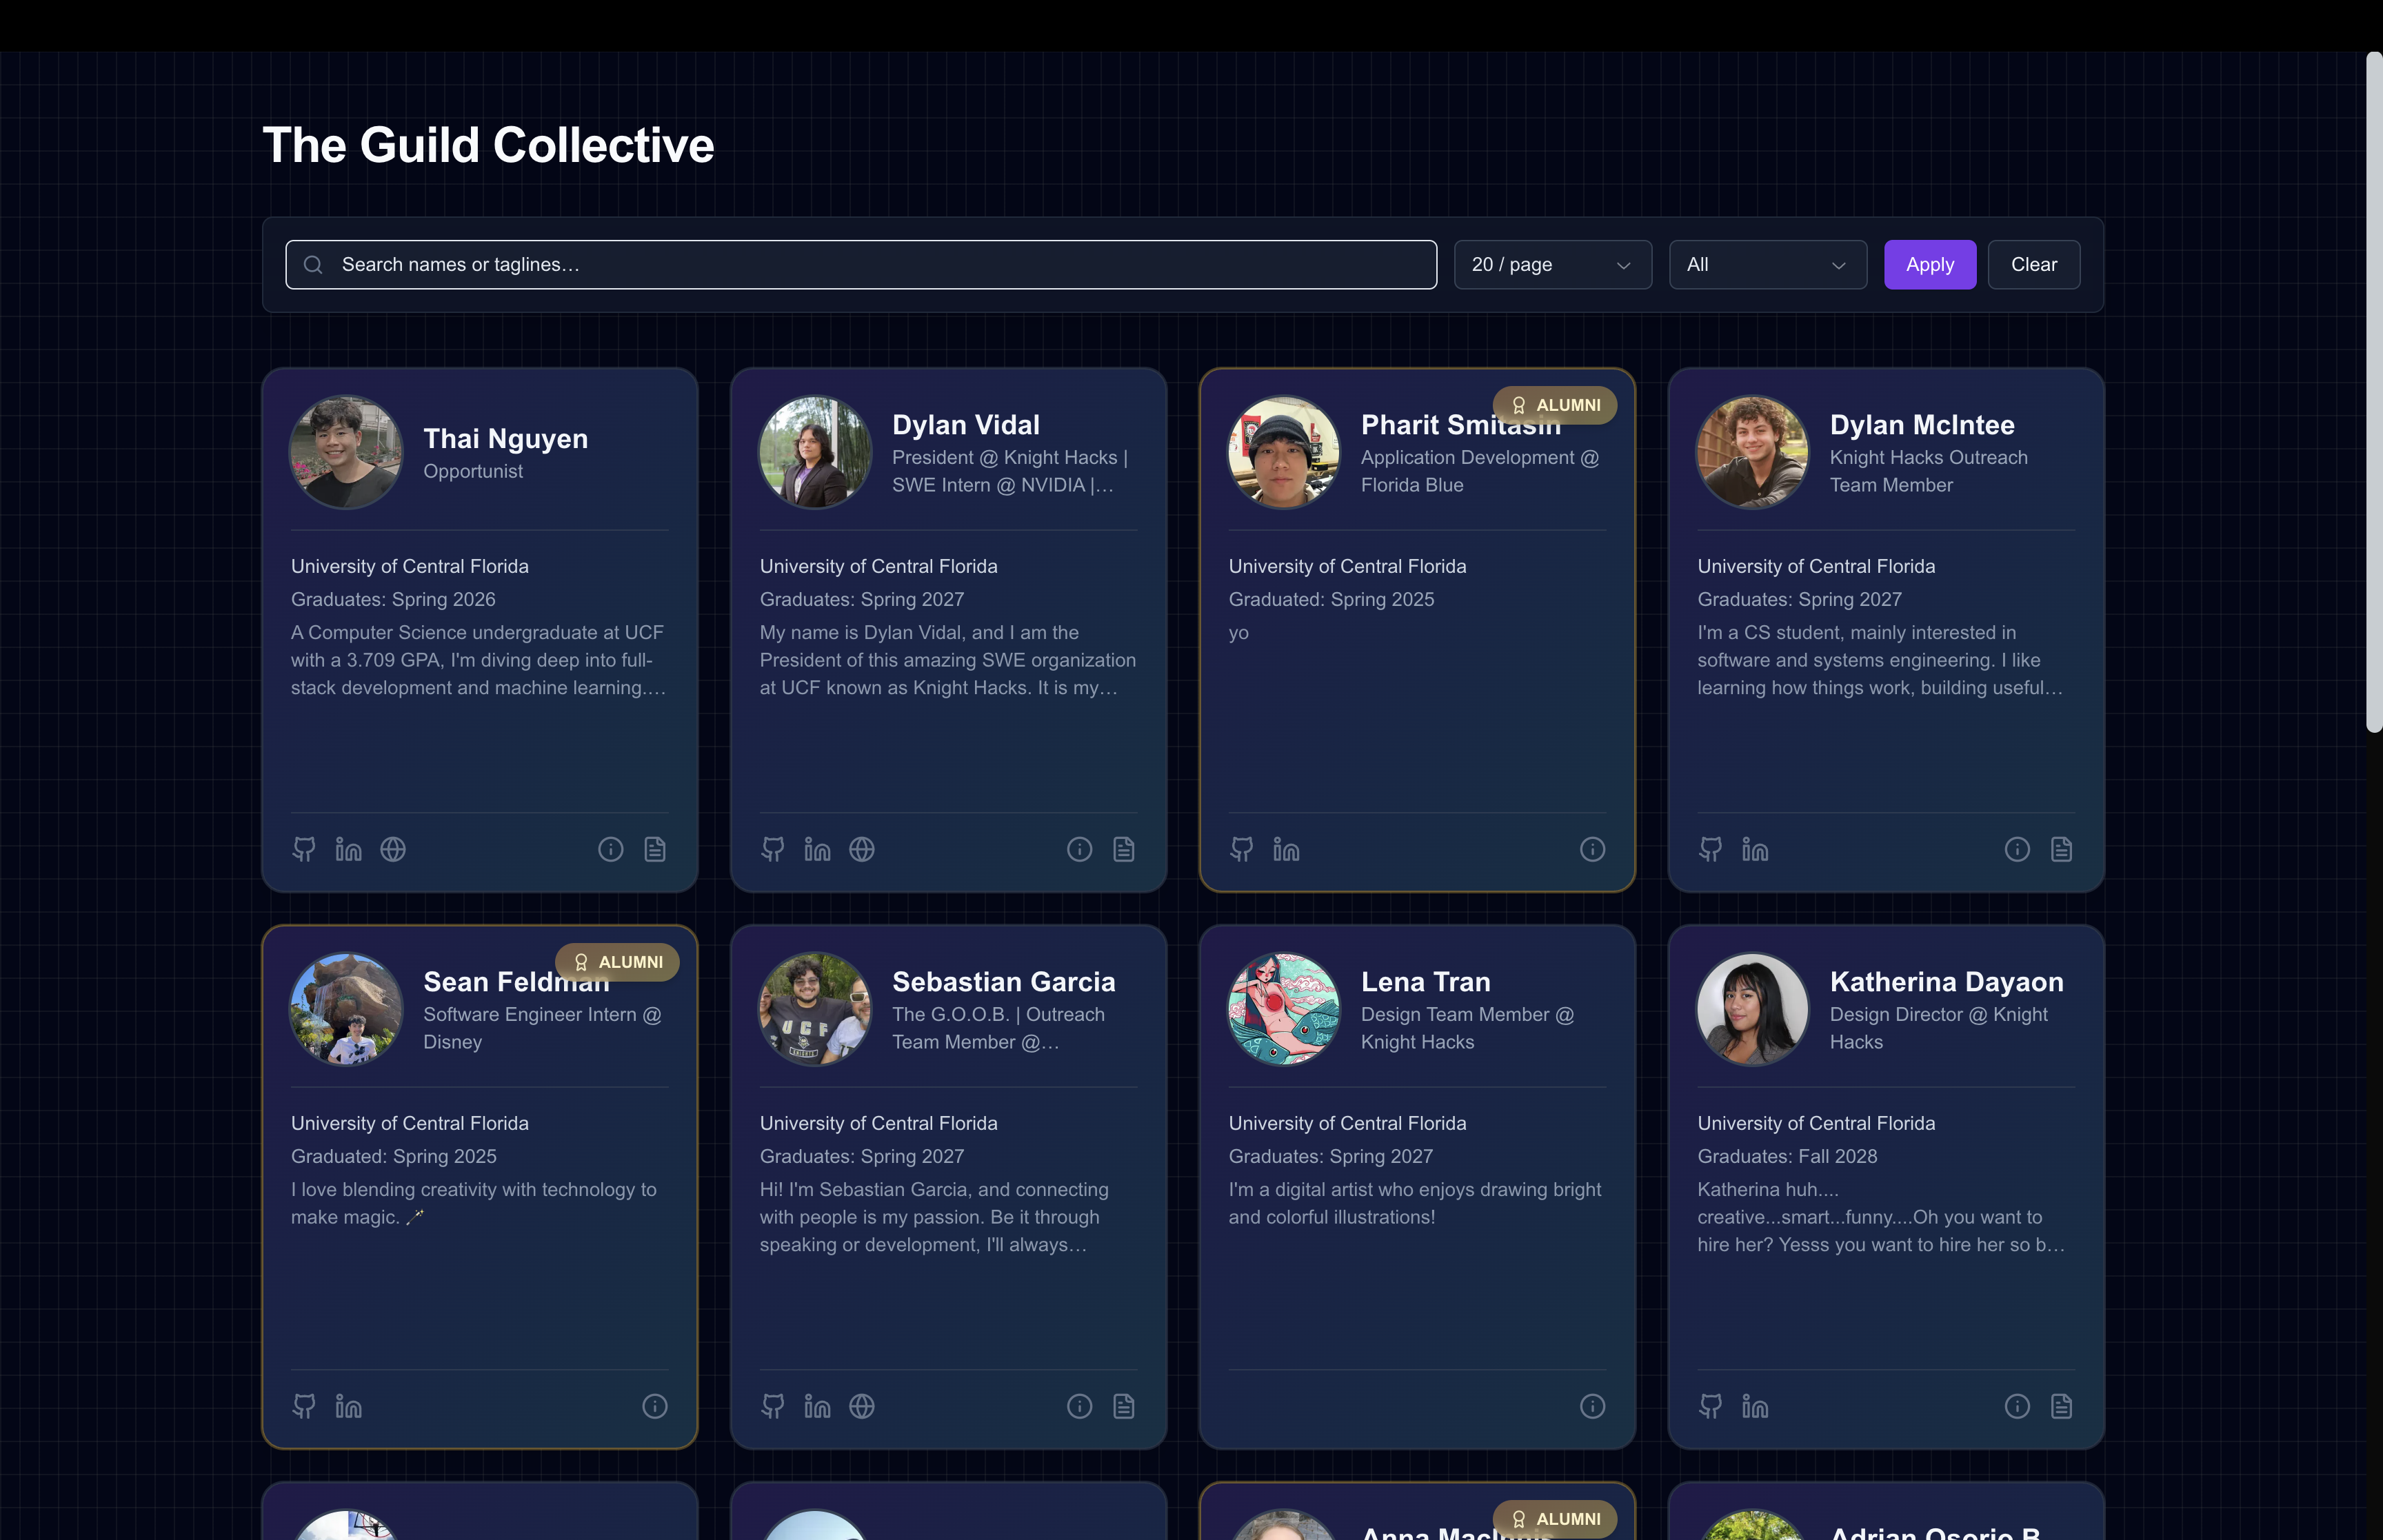 The Guild Collective
Search names or taglines…
20 / page
All
Apply
Clear
Thai Nguyen
Opportunist
University of Central Florida
Graduates: Spring 2026
A Computer Science undergraduate at UCF
with a 3.709 GPA, I'm diving deep into full-
stack development and machine learning.…
Dylan Vidal
President @ Knight Hacks |
SWE Intern @ NVIDIA |…
University of Central Florida
Graduates: Spring 2027
My name is Dylan Vidal, and I am the
President of this amazing SWE organization
at UCF known as Knight Hacks. It is my…
ALUMNI
Pharit Smitasin
Application Development @
Florida Blue
University of Central Florida
Graduated: Spring 2025
yo
Dylan McIntee
Knight Hacks Outreach
Team Member
University of Central Florida
Graduates: Spring 2027
I'm a CS student, mainly interested in
software and systems engineering. I like
learning how things work, building useful…
ALUMNI
Sean Feldman
Software Engineer Intern @
Disney
University of Central Florida
Graduated: Spring 2025
I love blending creativity with technology to
make magic. 🪄
Sebastian Garcia
The G.O.O.B. | Outreach
Team Member @…
UCF
University of Central Florida
Graduates: Spring 2027
Hi! I'm Sebastian Garcia, and connecting
with people is my passion. Be it through
speaking or development, I'll always…
Lena Tran
Design Team Member @
Knight Hacks
University of Central Florida
Graduates: Spring 2027
I'm a digital artist who enjoys drawing bright
and colorful illustrations!
Katherina Dayaon
Design Director @ Knight
Hacks
University of Central Florida
Graduates: Fall 2028
Katherina huh....
creative...smart...funny....Oh you want to
hire her? Yesss you want to hire her so b…
ALUMNI
Anna
Adrian Osorio B